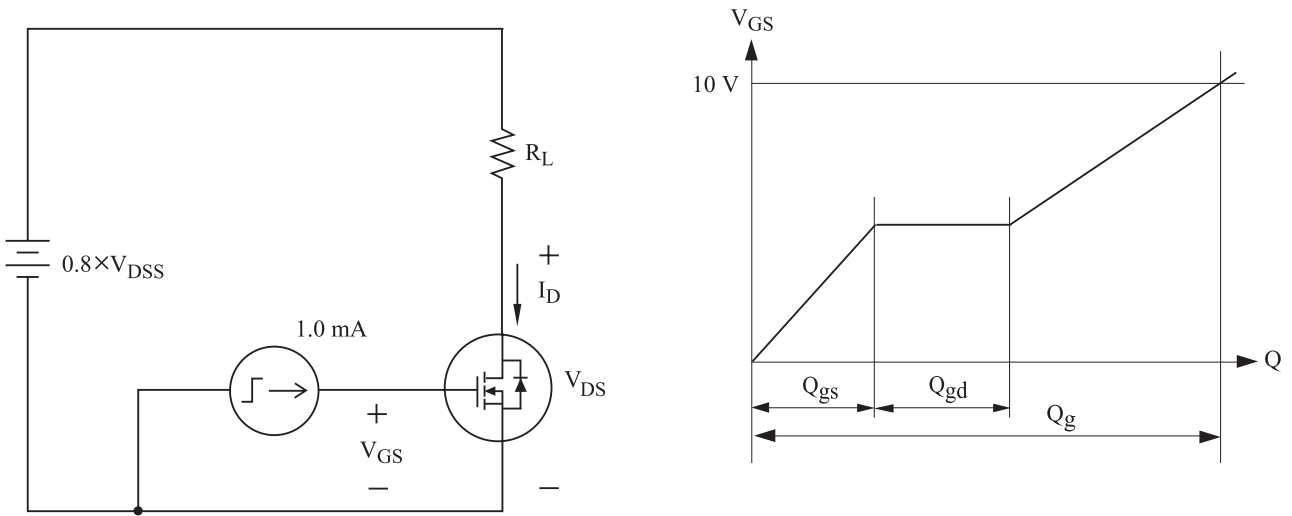 0.8×V_DSS
R_L
+
I_D
1.0 mA
V_DS
+
V_GS
−
−
V_GS
10 V
Q
Q_gs
Q_gd
Q_g